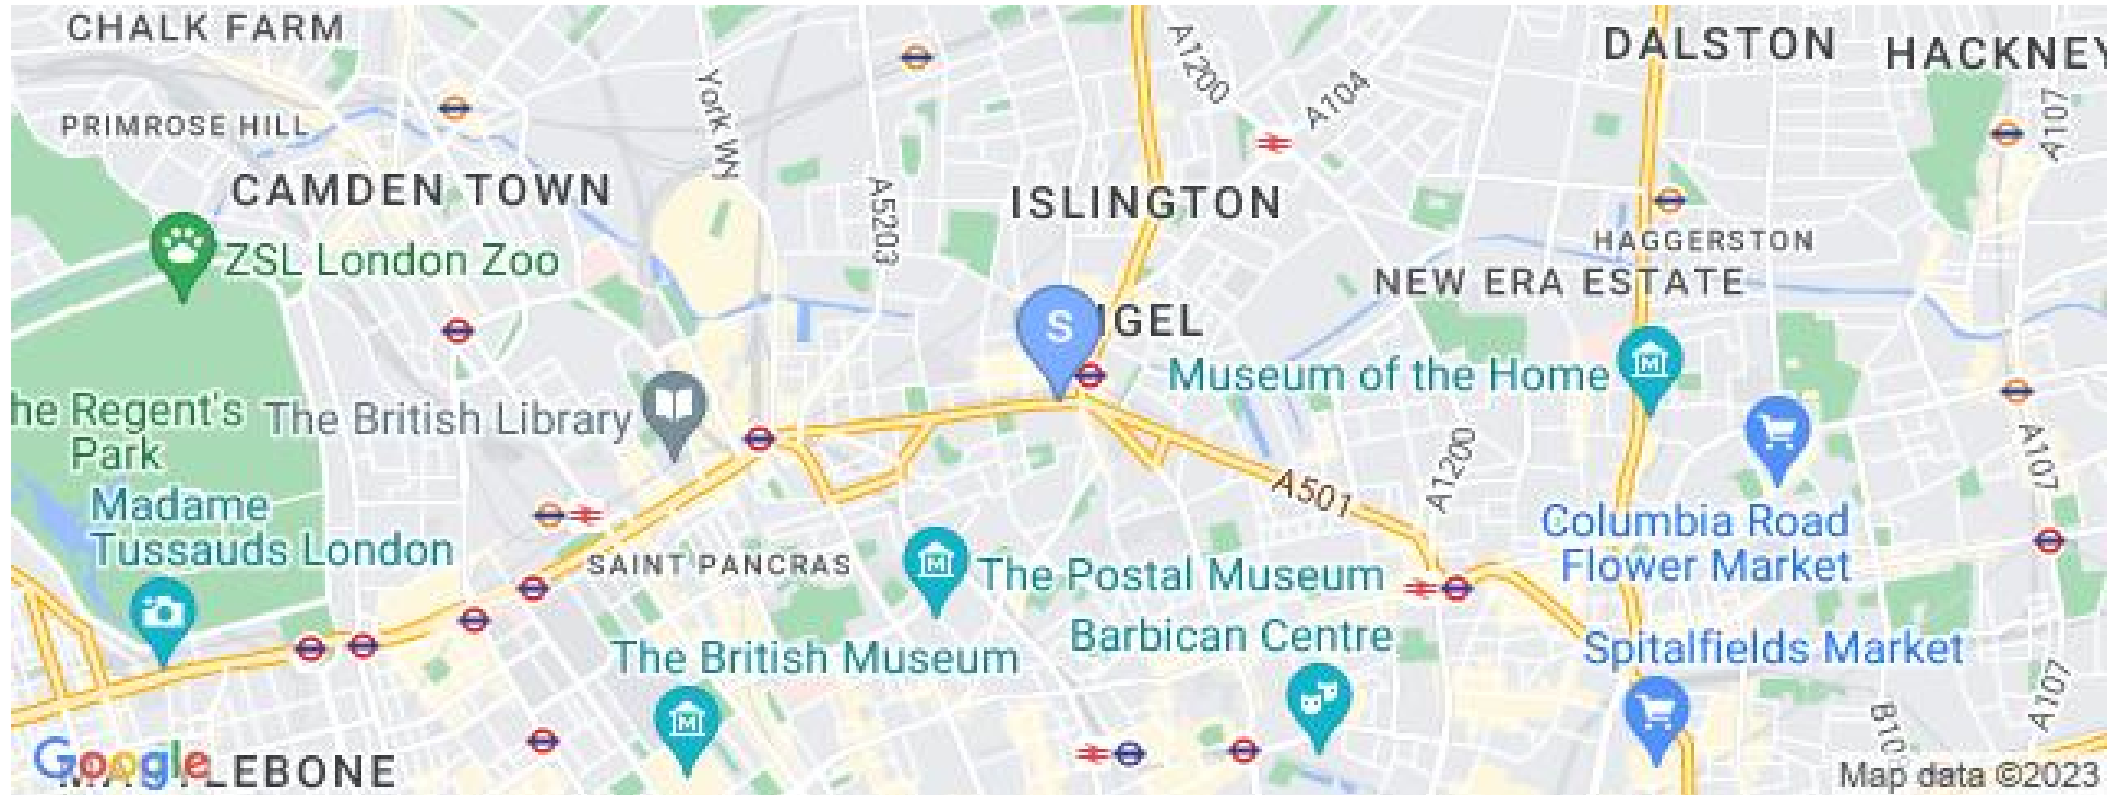 CHALK FARM
DALSTON
HACKNEY
A1200
A104
York Wy
A107
PRIMROSE HILL
CAMDEN TOWN
ISLINGTON
A5203
HAGGERSTON
ZSL London Zoo
NEW ERA ESTATE
S
IGEL
Museum of the Home
he Regent's
Park
The British Library
A1200
A107
A501
Madame
Tussauds London
Columbia Road
Flower Market
SAINT PANCRAS
The Postal Museum
Barbican Centre
The British Museum
Spitalfields Market
A107
B10
Google
LEBONE
Map data ©2023